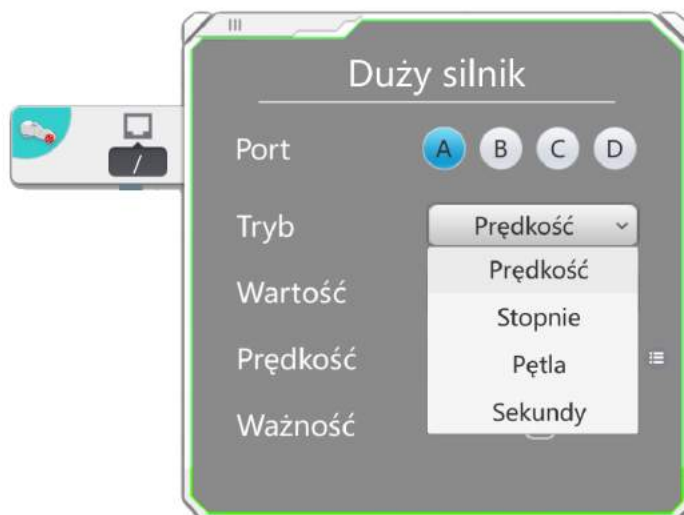 Duży silnik
Port A B C D
/
Tryb Prędkość
Prędkość
Wartość
Stopnie
Prędkość
Pętla
Ważność
Sekundy